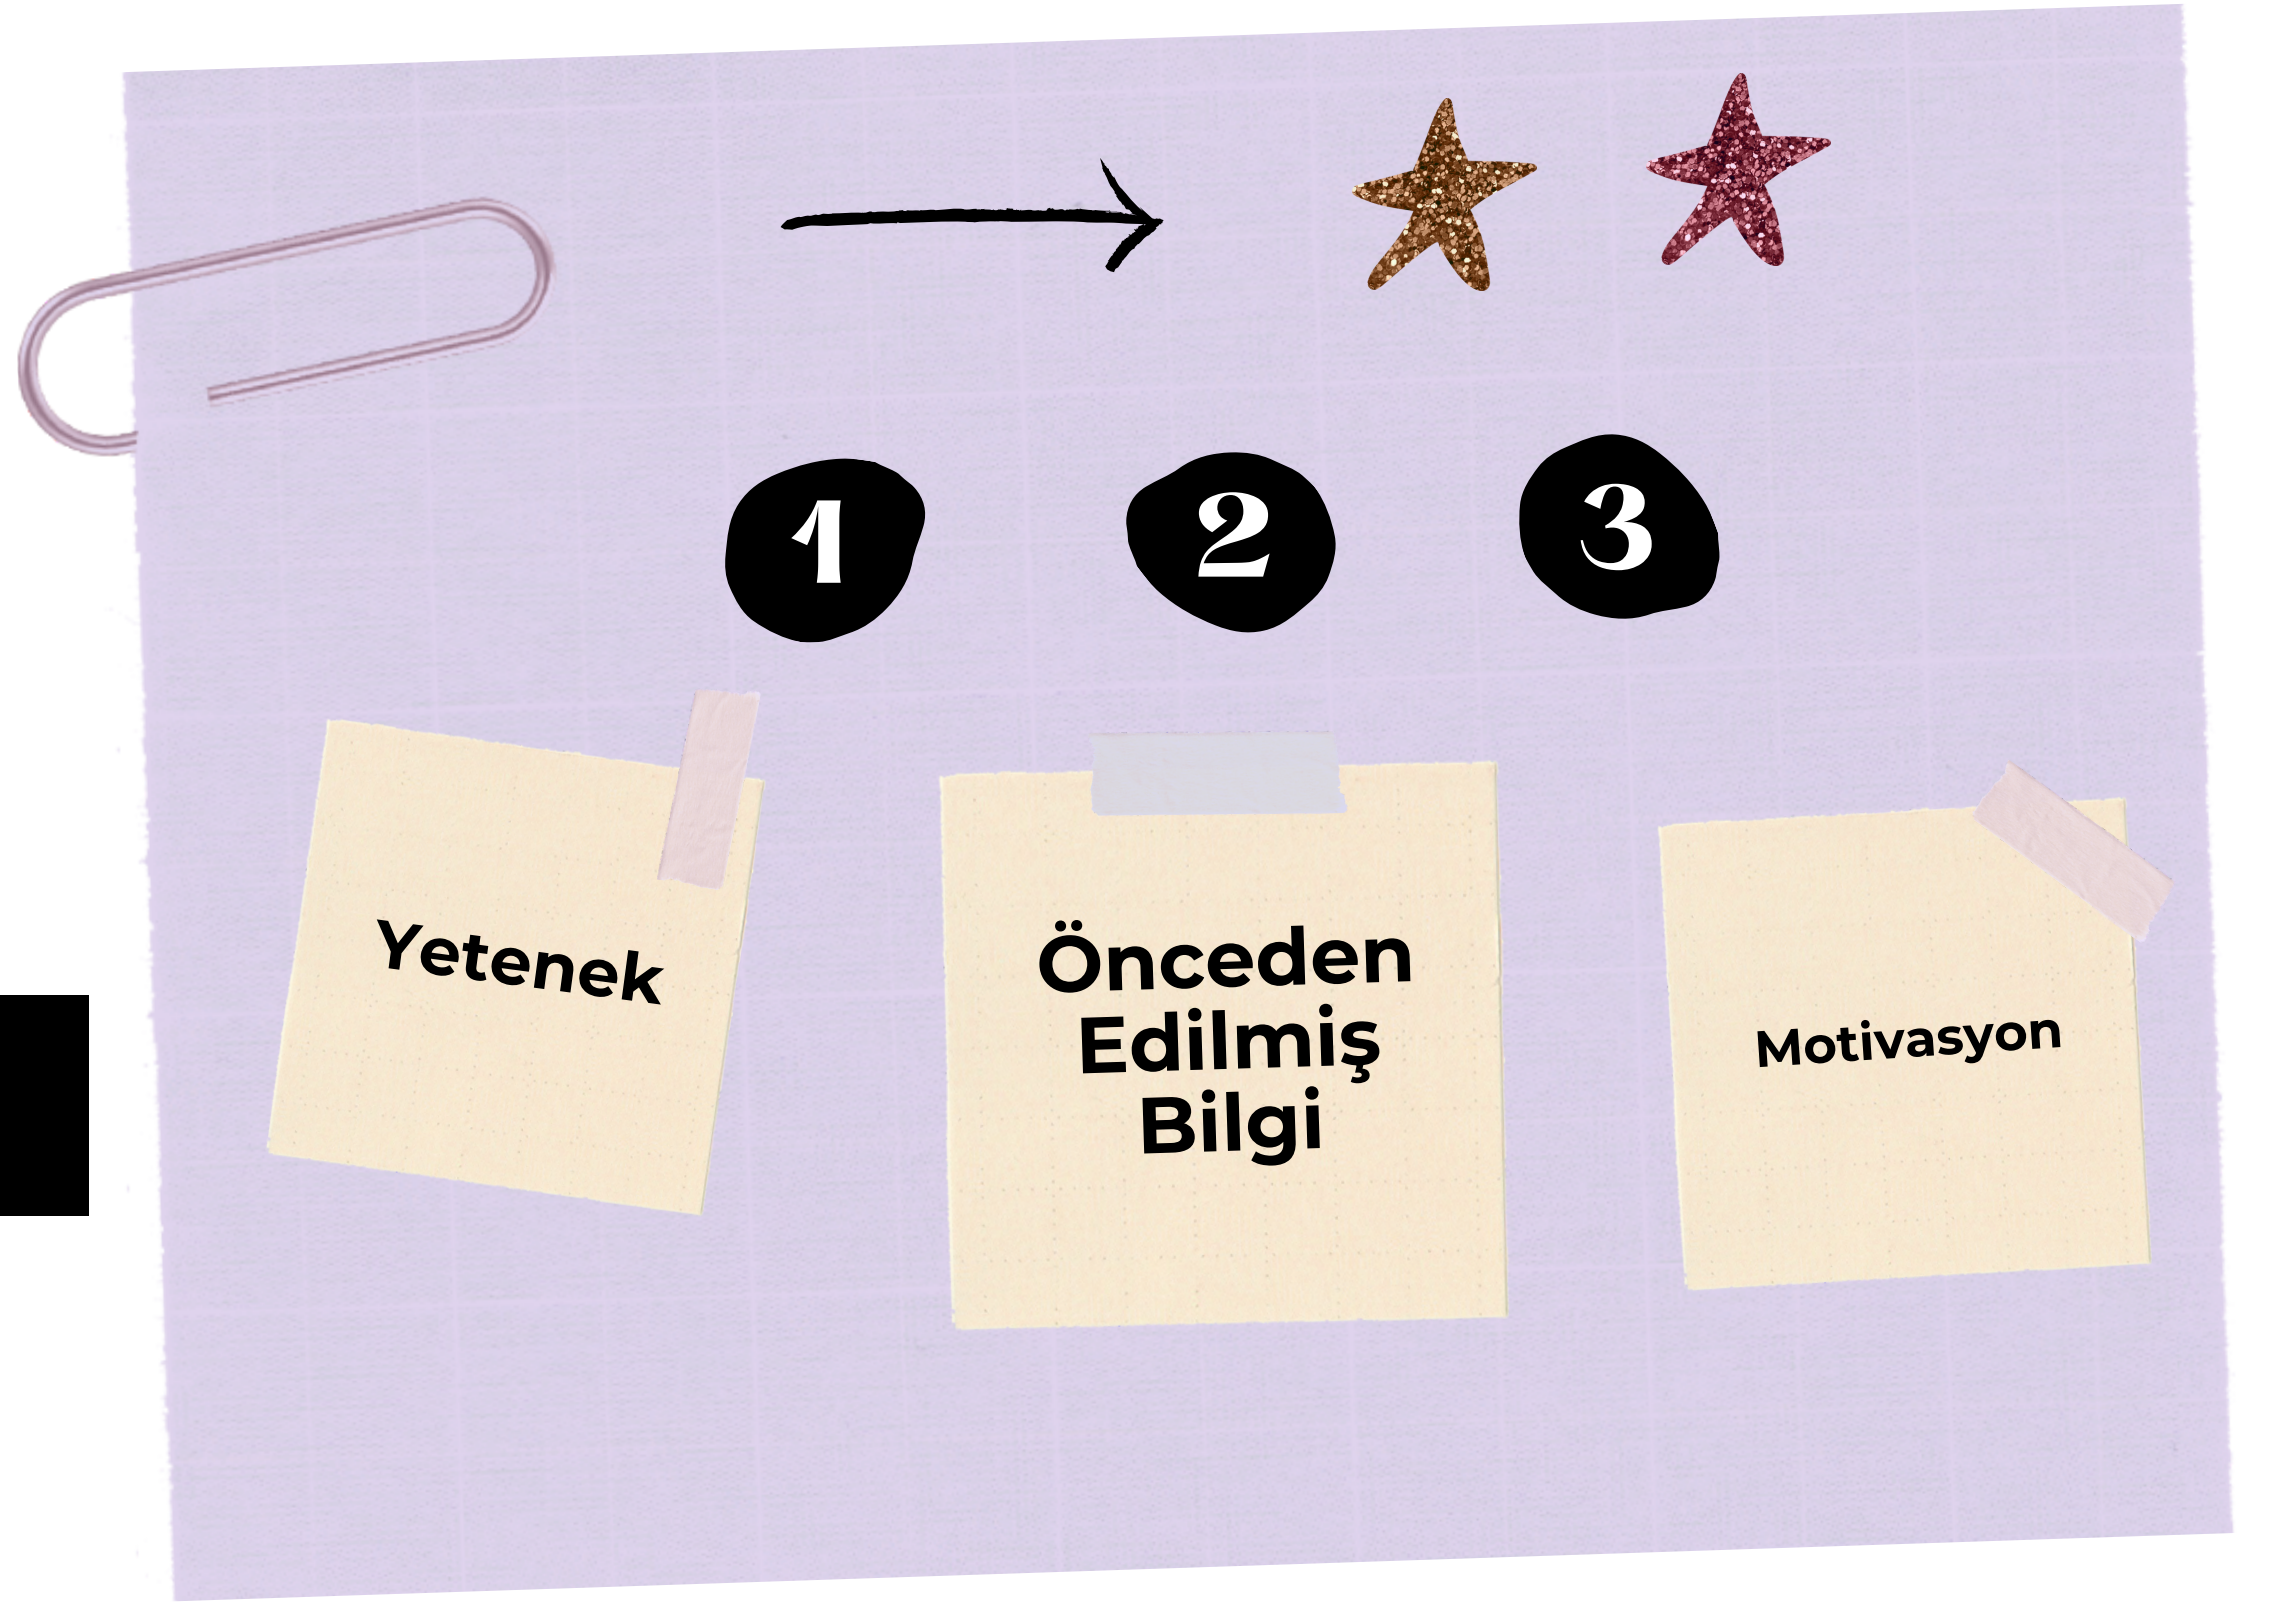 1
2
3
Yetenek
Önceden
Edilmiş
Bilgi
Motivasyon